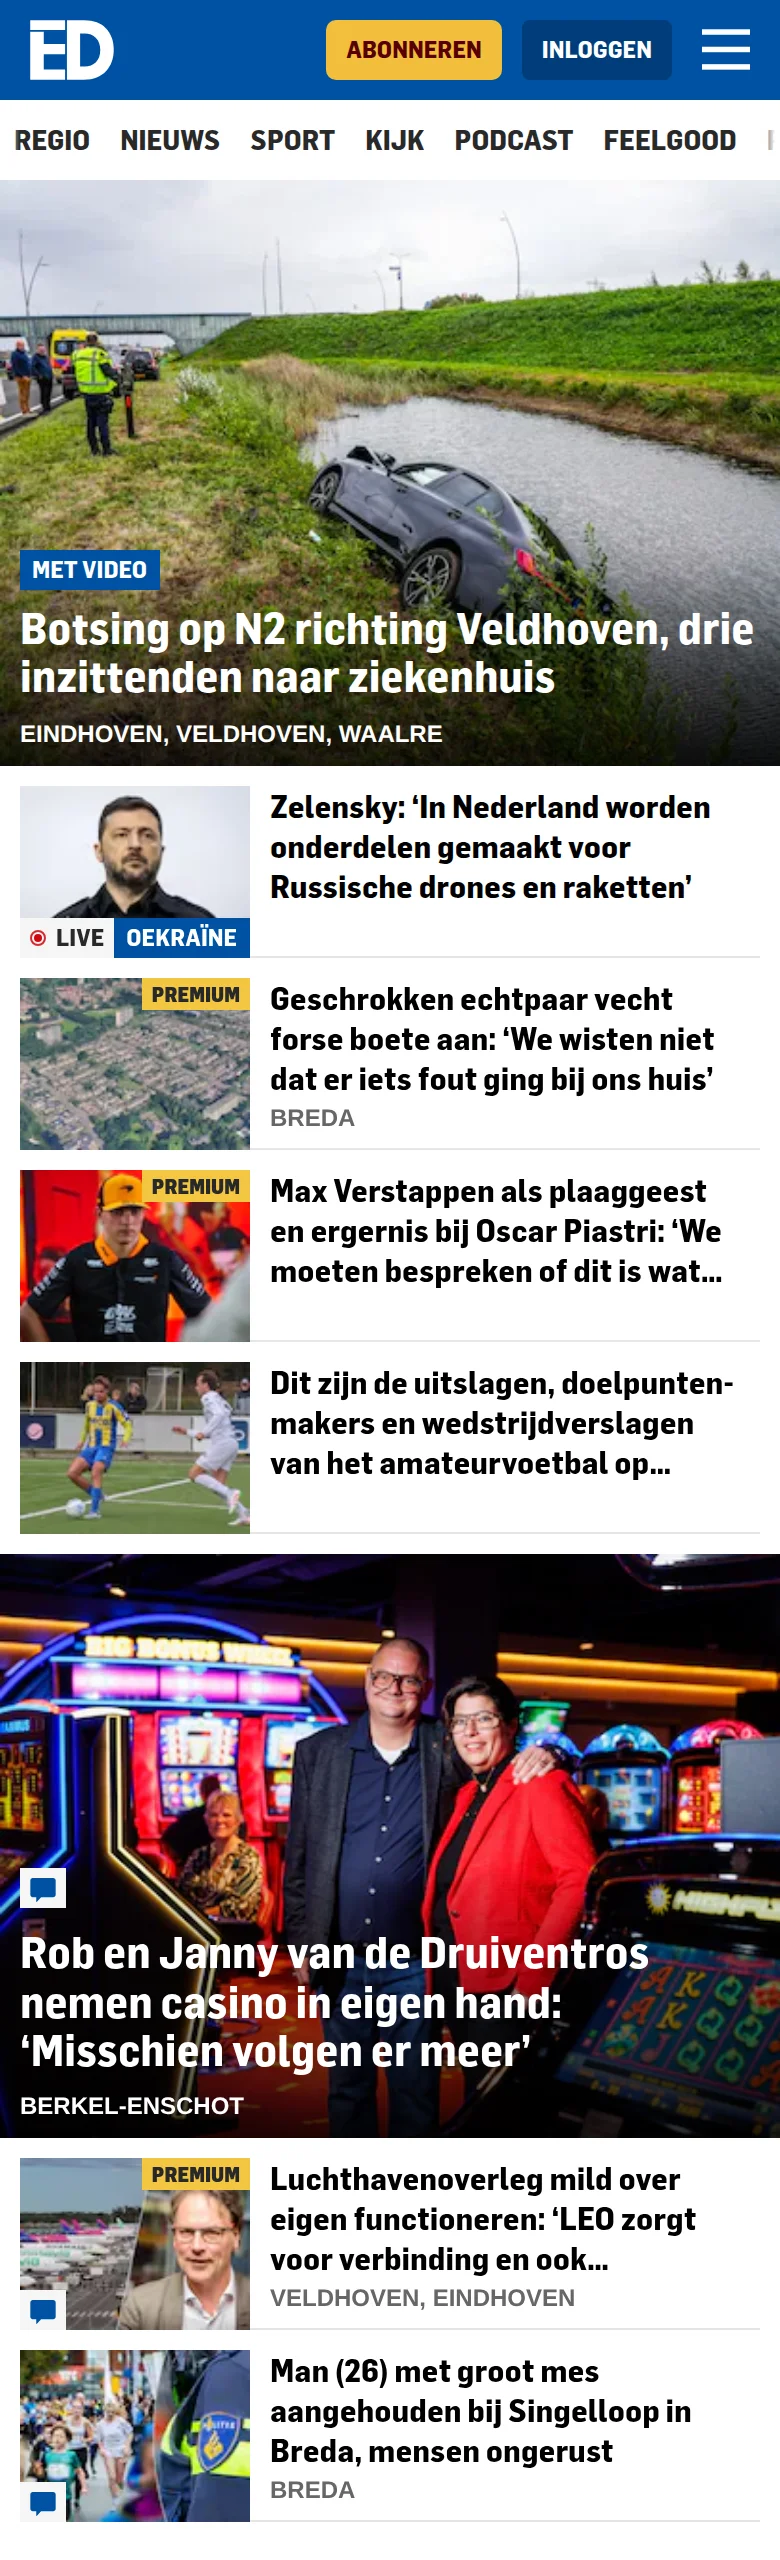 ED
ABONNEREN
INLOGGEN
REGIO NIEUWS SPORT KIJK PODCAST FEELGOOD
MET VIDEO
Botsing op N2 richting Veldhoven, drie
inzittenden naar ziekenhuis
EINDHOVEN, VELDHOVEN, WAALRE
Zelensky: ‘In Nederland worden
onderdelen gemaakt voor
Russische drones en raketten’
LIVE OEKRAÏNE
PREMIUM
Geschrokken echtpaar vecht
forse boete aan: ‘We wisten niet
dat er iets fout ging bij ons huis’
BREDA
PREMIUM
Max Verstappen als plaaggeest
en ergernis bij Oscar Piastri: ‘We
moeten bespreken of dit is wat...
Dit zijn de uitslagen, doelpunten-
makers en wedstrijdverslagen
van het amateurvoetbal op...
BIG BONUS WHEEL
Rob en Janny van de Druiventros
nemen casino in eigen hand:
‘Misschien volgen er meer’
BERKEL-ENSCHOT
PREMIUM
Luchthavenoverleg mild over
eigen functioneren: ‘LEO zorgt
voor verbinding en ook...
VELDHOVEN, EINDHOVEN
POLITIE
Man (26) met groot mes
aangehouden bij Singelloop in
Breda, mensen ongerust
BREDA